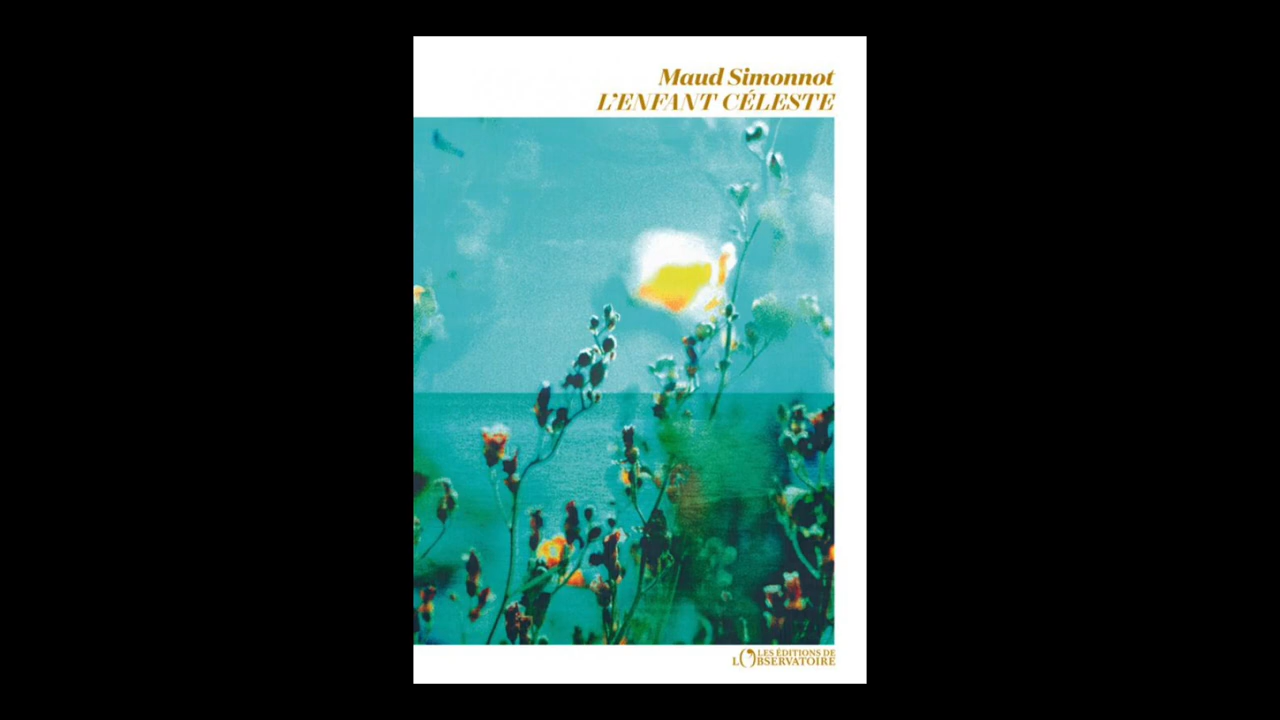 Maud Simonnot
L'ENFANT CÉLESTE
LES ÉDITIONS DE
L'OBSERVATOIRE